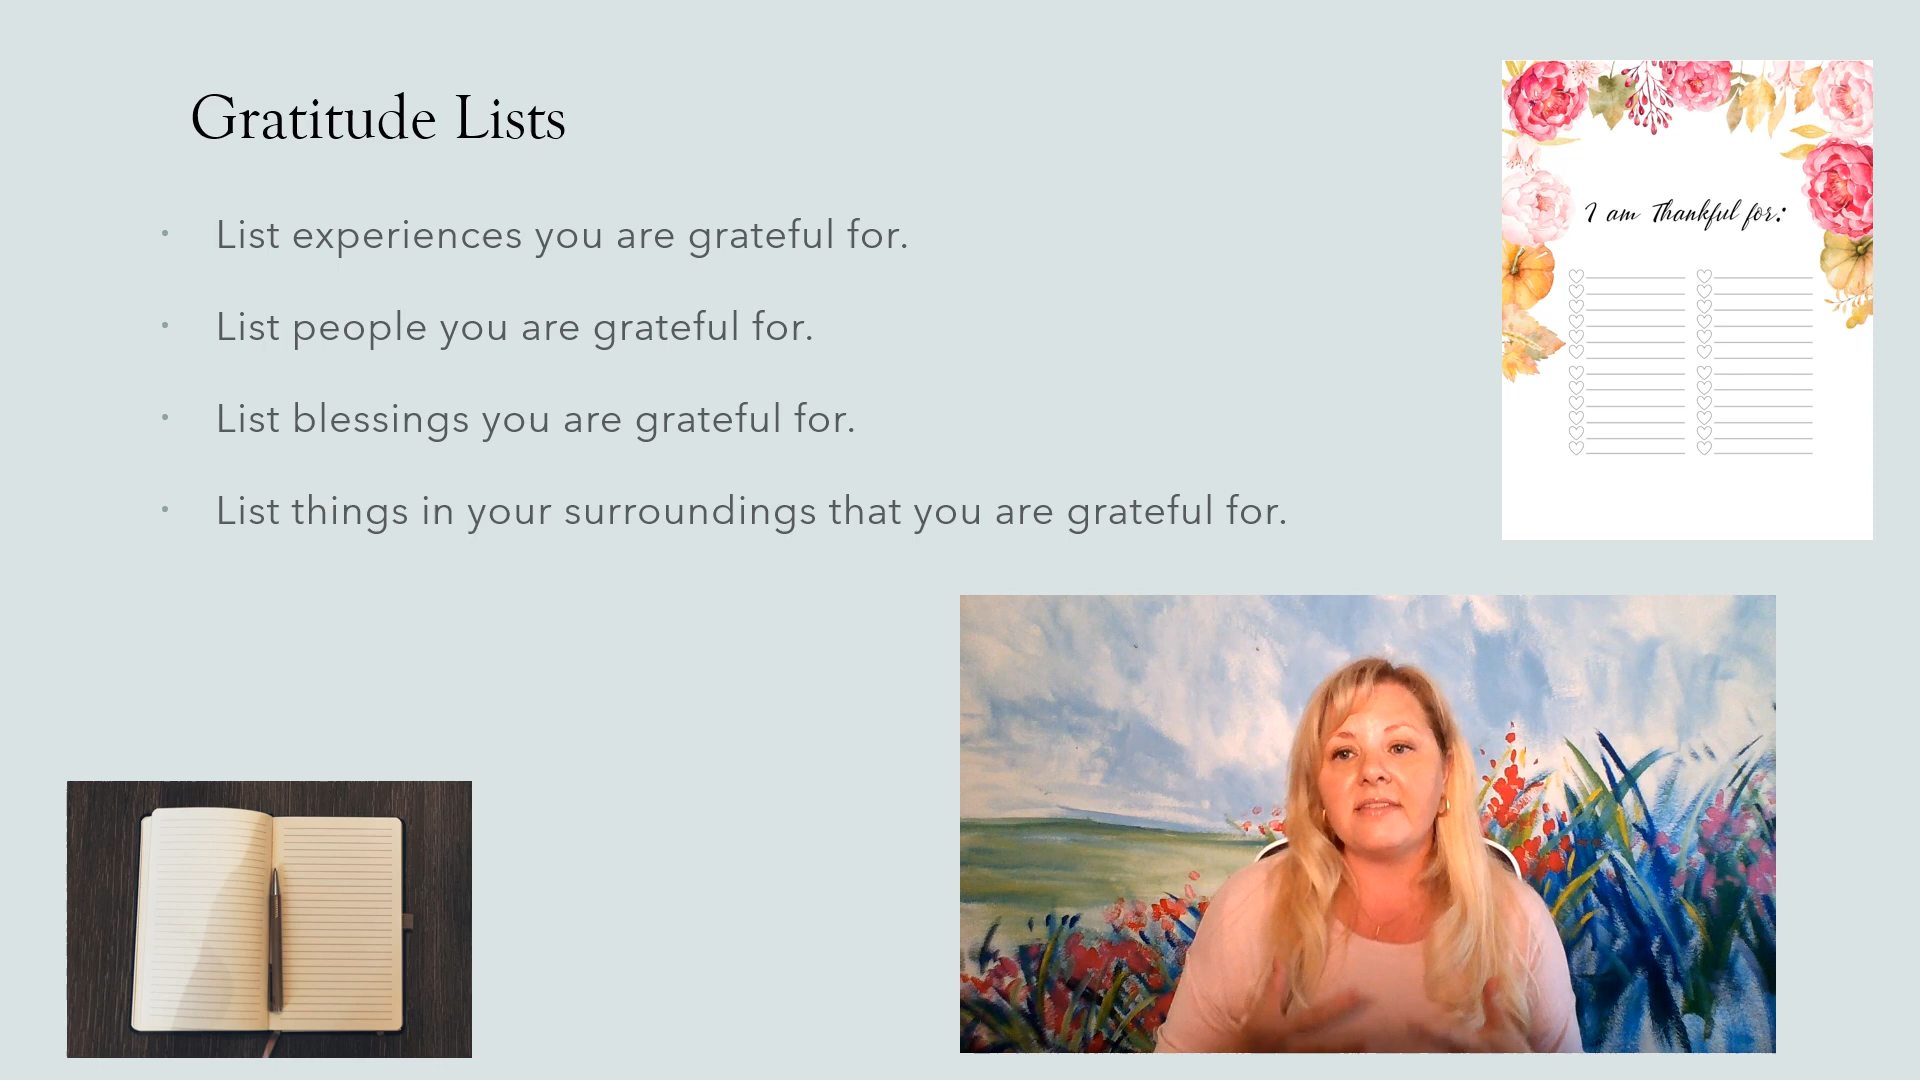 Gratitude Lists
• List experiences you are grateful for.
• List people you are grateful for.
• List blessings you are grateful for.
• List things in your surroundings that you are grateful for.
I am Thankful for: